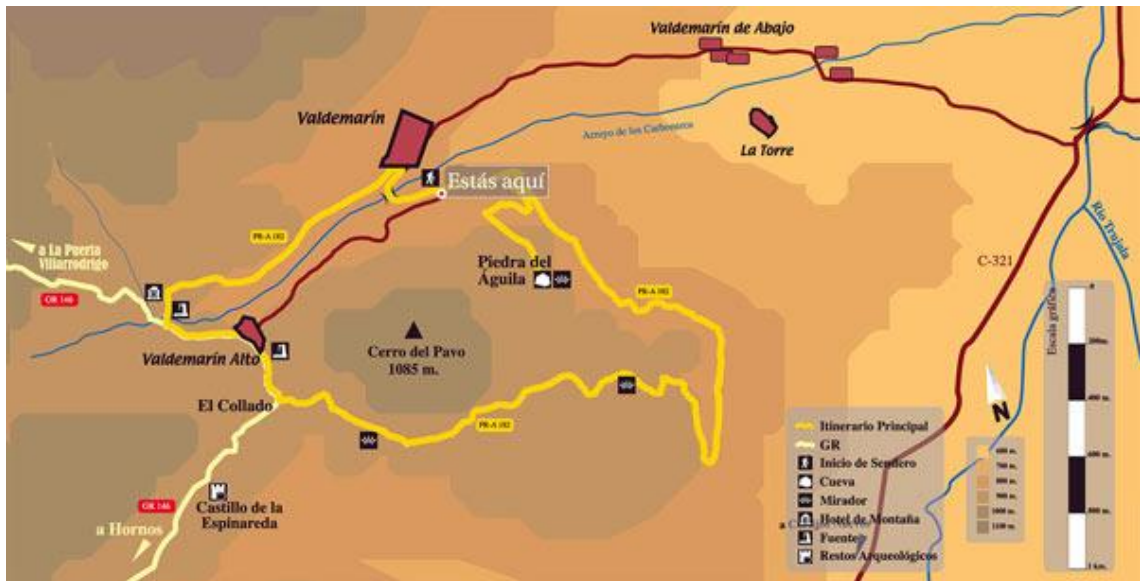 Valdemarín de Abajo
Valdemarín
Arroyo de los Carboneros
La Torre
Estás aquí
PR-A 102
a La Puerta
Villarrodrigo
Piedra del
Águila
C-321
Río Trujala
GR 146
PR-A 102
Valdemarín Alto
Cerro del Pavo
1085 m.
El Collado
PR-A 102
GR 146
Castillo de la
Espinareda
a Hornos
N
Itinerario Principal
GR
Inicio de Sendero
Cueva
Mirador
Hotel de Montaña
Fuente
Restos Arqueológicos
a
600 m.
700 m.
800 m.
900 m.
1000 m.
1100 m.
Escala gráfica
0
200m.
400 m.
600 m.
800 m.
1 km.